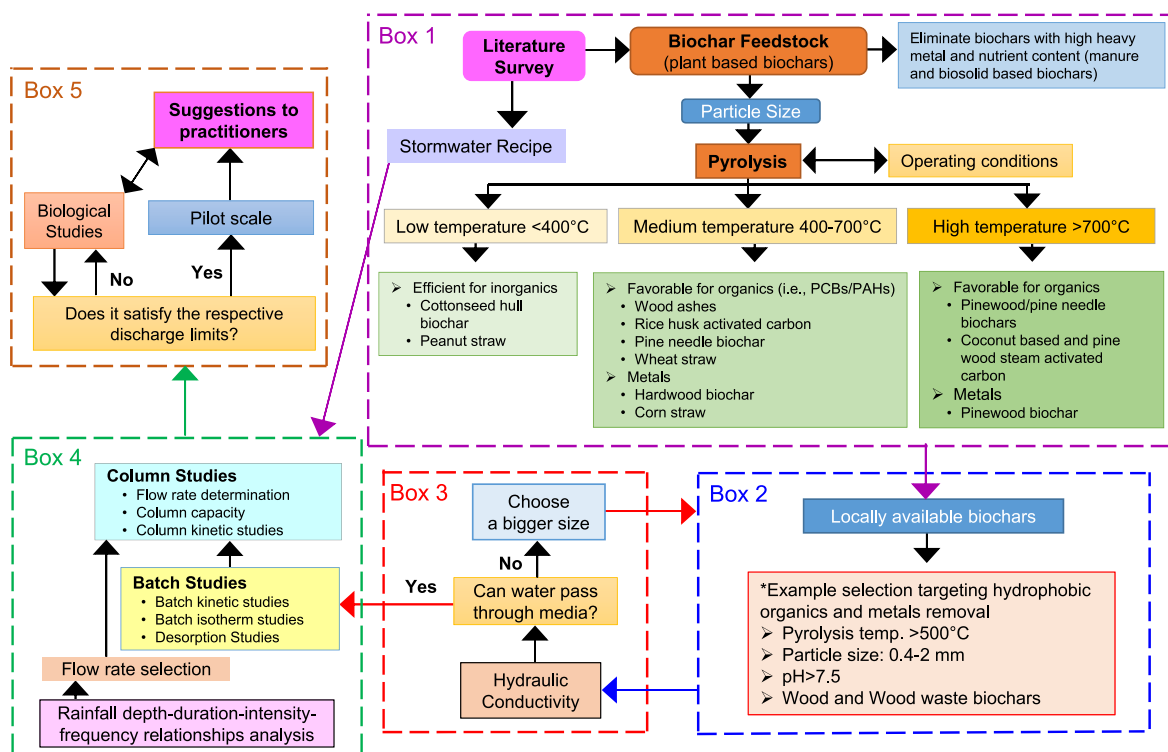 Box 1
Literature
Survey
Biochar Feedstock
(plant based biochars)
Eliminate biochars with high heavy
metal and nutrient content (manure
and biosolid based biochars)
Particle Size
Stormwater Recipe
Pyrolysis
Operating conditions
Low temperature <400°C
Medium temperature 400-700°C
High temperature >700°C
➢ Efficient for inorganics
• Cottonseed hull
biochar
• Peanut straw
➢ Favorable for organics (i.e., PCBs/PAHs)
• Wood ashes
• Rice husk activated carbon
• Pine needle biochar
• Wheat straw
➢ Metals
• Hardwood biochar
• Corn straw
➢ Favorable for organics
• Pinewood/pine needle
biochars
• Coconut based and pine
wood steam activated
carbon
➢ Metals
• Pinewood biochar
Box 5
Suggestions to
practitioners
Biological
Studies
Pilot scale
No
Yes
Does it satisfy the respective
discharge limits?
Box 4
Column Studies
• Flow rate determination
• Column capacity
• Column kinetic studies
Batch Studies
• Batch kinetic studies
• Batch isotherm studies
• Desorption Studies
Flow rate selection
Rainfall depth-duration-intensity-
frequency relationships analysis
Box 3
Choose
a bigger size
No
Yes
Can water pass
through media?
Hydraulic
Conductivity
Box 2
Locally available biochars
*Example selection targeting hydrophobic
organics and metals removal
➢ Pyrolysis temp. >500°C
➢ Particle size: 0.4-2 mm
➢ pH>7.5
➢ Wood and Wood waste biochars